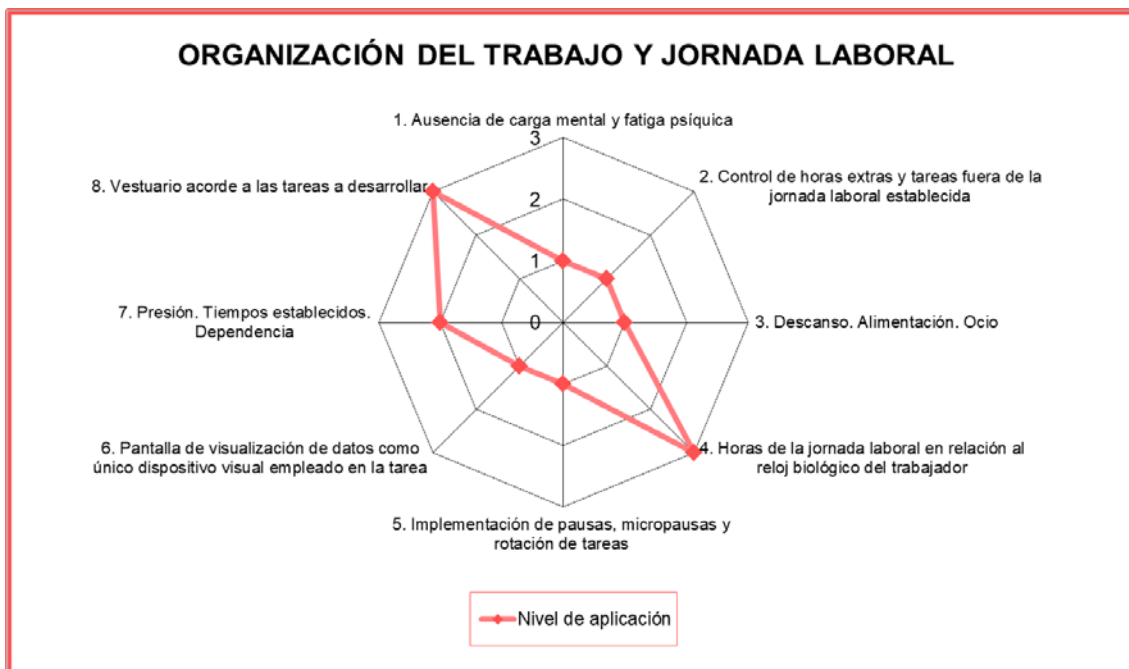 ORGANIZACIÓN DEL TRABAJO Y JORNADA LABORAL
1. Ausencia de carga mental y fatiga psíquica
3
8. Vestuario acorde a las tareas a desarrollar
2. Control de horas extras y tareas fuera de la
jornada laboral establecida
2
1
7. Presión. Tiempos establecidos.
Dependencia
0
3. Descanso. Alimentación. Ocio
6. Pantalla de visualización de datos como
único dispositivo visual empleado en la tarea
4. Horas de la jornada laboral en relación al
reloj biológico del trabajador
5. Implementación de pausas, micropausas y
rotación de tareas
Nivel de aplicación